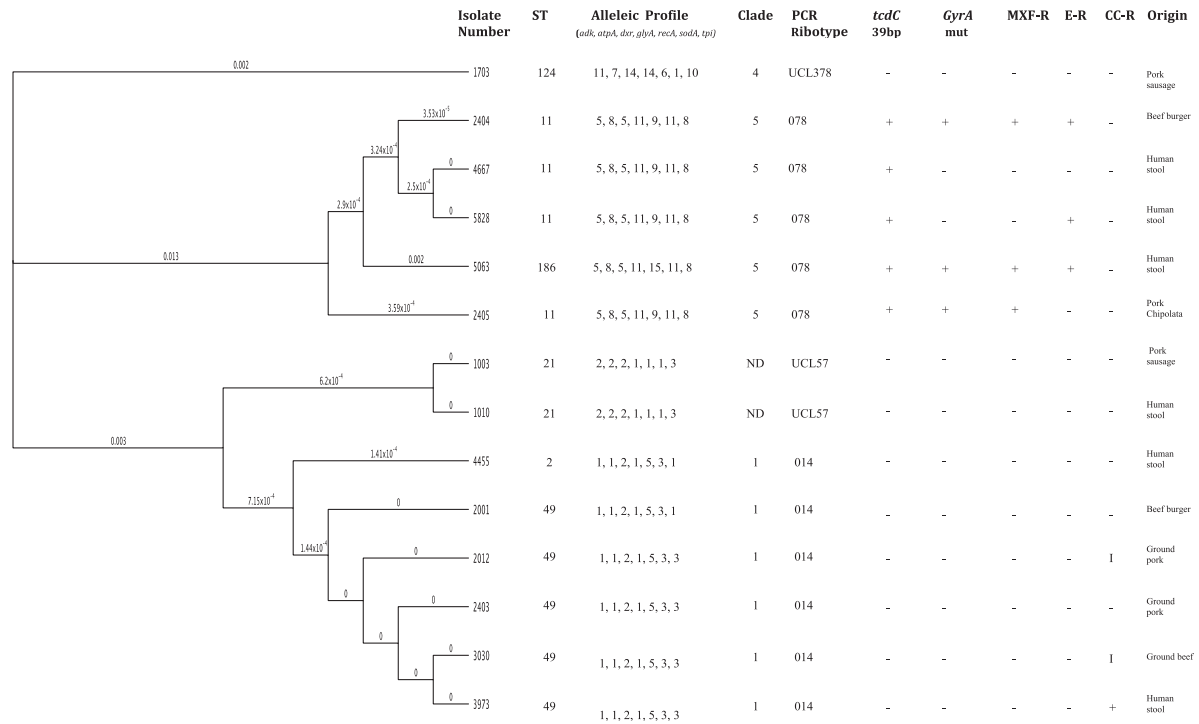 Isolate Number ST Alleleic Profile Clade PCR Ribotype tcdC 39bp GyrA mut MXF-R E-R CC-R Origin
(adk, atpA, dxr, glyA, recA, sodA, tpi)
0.002 1703 124 11, 7, 14, 14, 6, 1, 10 4 UCL378 - - - - - Pork sausage
3.53x10⁻⁵ 2404 11 5, 8, 5, 11, 9, 11, 8 5 078 + + + + - Beef burger
3.24x10⁻⁴
0 4667 11 5, 8, 5, 11, 9, 11, 8 5 078 + - - - - Human stool
2.5x10⁻⁴
2.9x10⁻⁴
0 5828 11 5, 8, 5, 11, 9, 11, 8 5 078 + - - + - Human stool
0.013
0.002 5063 186 5, 8, 5, 11, 15, 11, 8 5 078 + + + + - Human stool
3.59x10⁻⁴ 2405 11 5, 8, 5, 11, 9, 11, 8 5 078 + + + - - Pork Chipolata
0 1003 21 2, 2, 2, 1, 1, 1, 3 ND UCL57 - - - - - Pork sausage
6.2x10⁻⁴
0 1010 21 2, 2, 2, 1, 1, 1, 3 ND UCL57 - - - - - Human stool
0.003
1.41x10⁻⁴ 4455 2 1, 1, 2, 1, 5, 3, 1 1 014 - - - - - Human stool
7.15x10⁻⁴
0 2001 49 1, 1, 2, 1, 5, 3, 1 1 014 - - - - - Beef burger
1.44x10⁻⁴
0 2012 49 1, 1, 2, 1, 5, 3, 3 1 014 - - - - I Ground pork
0
0 2403 49 1, 1, 2, 1, 5, 3, 3 1 014 - - - - - Ground pork
0
0 3030 49 1, 1, 2, 1, 5, 3, 3 1 014 - - - - I Ground beef
0
0 3973 49 1, 1, 2, 1, 5, 3, 3 1 014 - - - - + Human stool